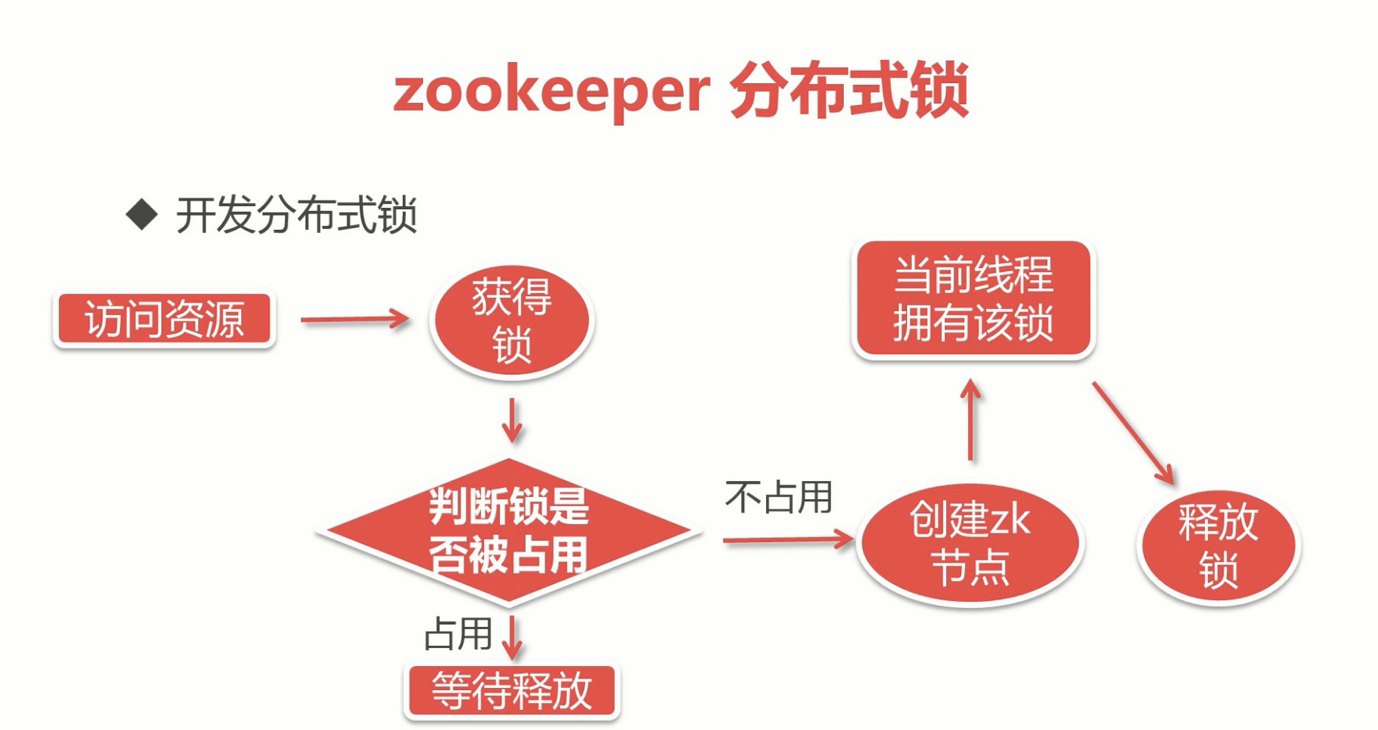 zookeeper 分布式锁
◆ 开发分布式锁
访问资源
获得
锁
当前线程
拥有该锁
判断锁是
否被占用
不占用
创建zk
节点
释放
锁
占用
等待释放